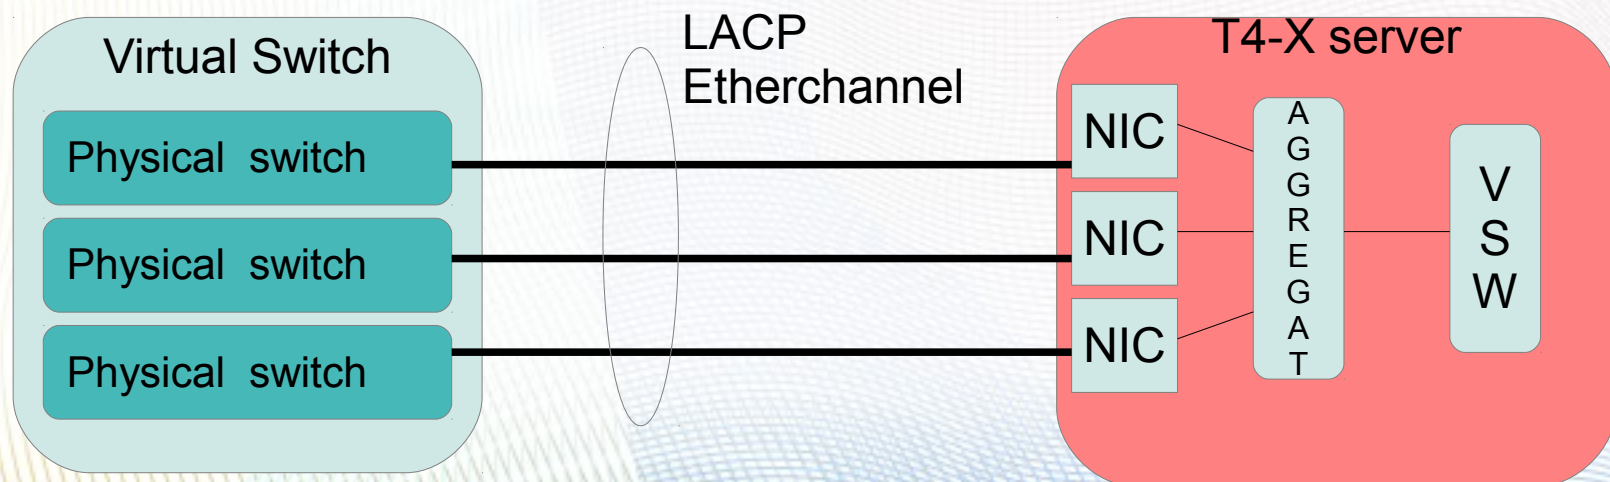 Virtual Switch
Physical switch
Physical switch
Physical switch
LACP
Etherchannel
T4-X server
NIC
NIC
NIC
A
G
G
R
E
G
A
T
V
S
W